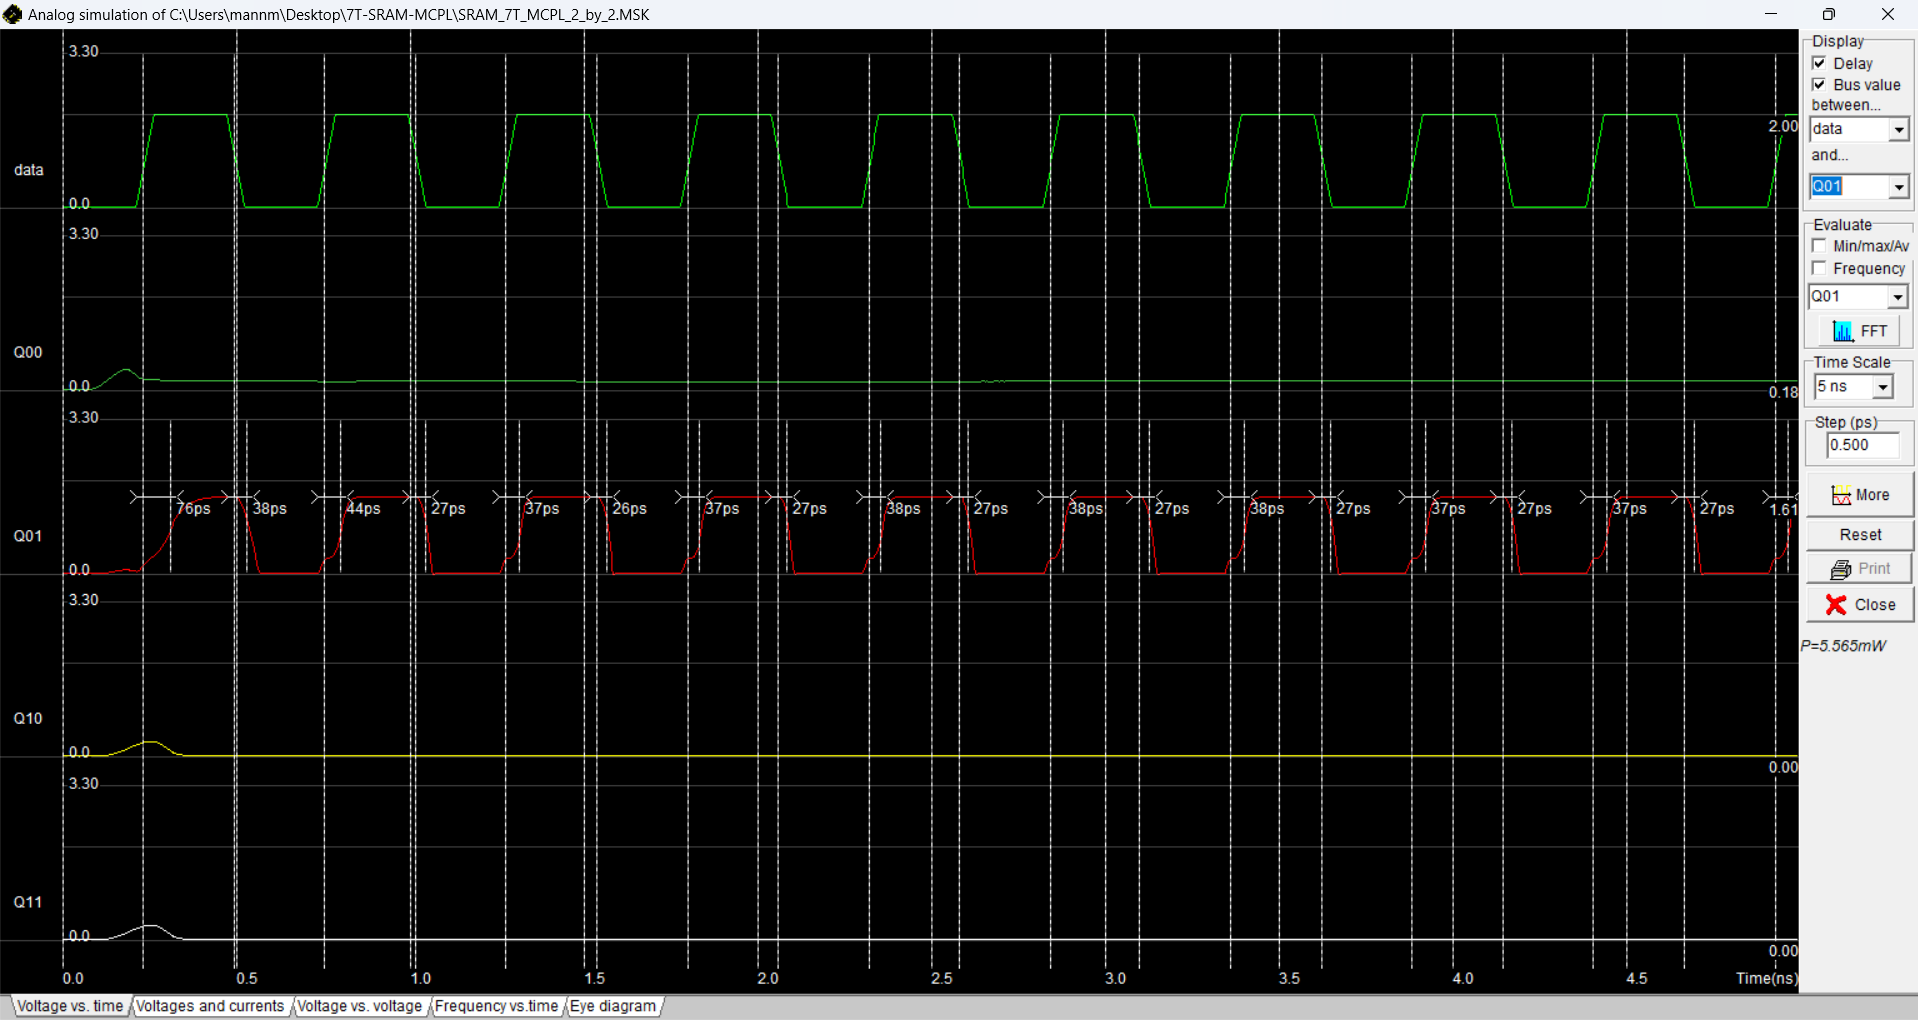 Analog simulation of C:\Users\mannm\Desktop\7T-SRAM-MCPL\SRAM_7T_MCPL_2_by_2.MSK
3.30
2.00
data
0.0
3.30
Q00
0.0
0.18
3.30
76ps 38ps 44ps 27ps 37ps 26ps 37ps 27ps 38ps 27ps 38ps 27ps 38ps 27ps 37ps 27ps 37ps 27ps 1.61
Q01
0.0
3.30
Q10
0.0
0.00
3.30
Q11
0.0
0.00
0.0 0.5 1.0 1.5 2.0 2.5 3.0 3.5 4.0 4.5 Time(ns)
Voltage vs. time Voltages and currents Voltage vs. voltage Frequency vs.time Eye diagram
Display
Delay
Bus value
between...
data
and...
Q01
Evaluate
Min/max/Av
Frequency
Q01
FFT
Time Scale
5 ns
Step (ps)
0.500
More
Reset
Print
Close
P=5.565mW